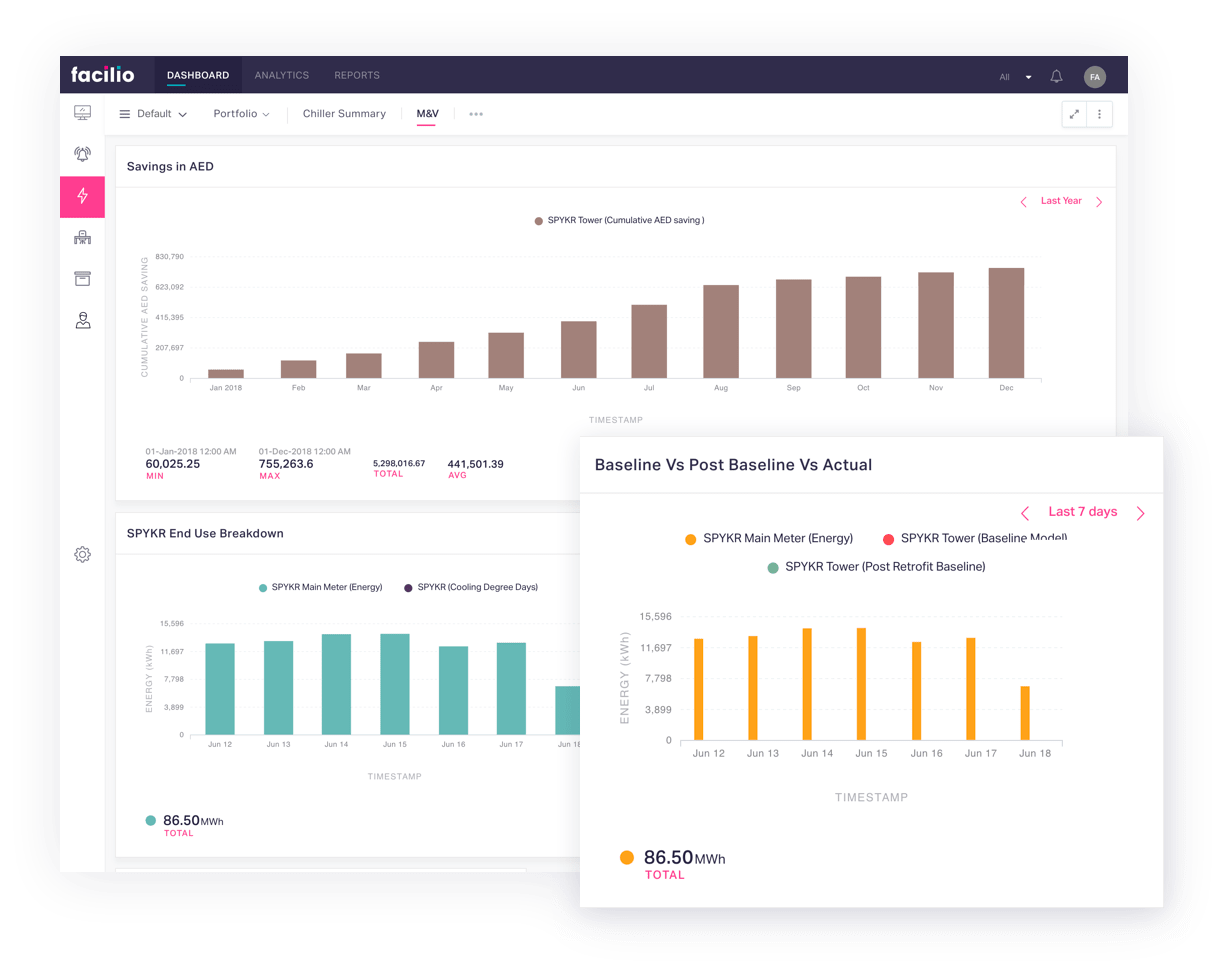 facilio DASHBOARD ANALYTICS REPORTS All FA
Default Portfolio Chiller Summary M&V
Savings in AED
Last Year
SPYKR Tower (Cumulative AED saving )
CUMULATIVE AED SAVING
830,790
623,092
415,395
207,697
0
Jan 2018 Feb Mar Apr May Jun Jul Aug Sep Oct Nov Dec
TIMESTAMP
01-Jan-2018 12:00 AM 01-Dec-2018 12:00 AM
60,025.25 755,263.6 5,298,016.67 441,501.39
MIN MAX TOTAL AVG
SPYKR End Use Breakdown
SPYKR Main Meter (Energy) SPYKR (Cooling Degree Days)
ENERGY (kWh)
15,596
11,697
7,798
3,899
0
Jun 12 Jun 13 Jun 14 Jun 15 Jun 16 Jun 17 Jun 18
TIMESTAMP
86.50MWh
TOTAL
Baseline Vs Post Baseline Vs Actual
Last 7 days
SPYKR Main Meter (Energy) SPYKR Tower (Baseline Model)
SPYKR Tower (Post Retrofit Baseline)
ENERGY (kWh)
15,596
11,697
7,798
3,899
0
Jun 12 Jun 13 Jun 14 Jun 15 Jun 16 Jun 17 Jun 18
TIMESTAMP
86.50MWh
TOTAL